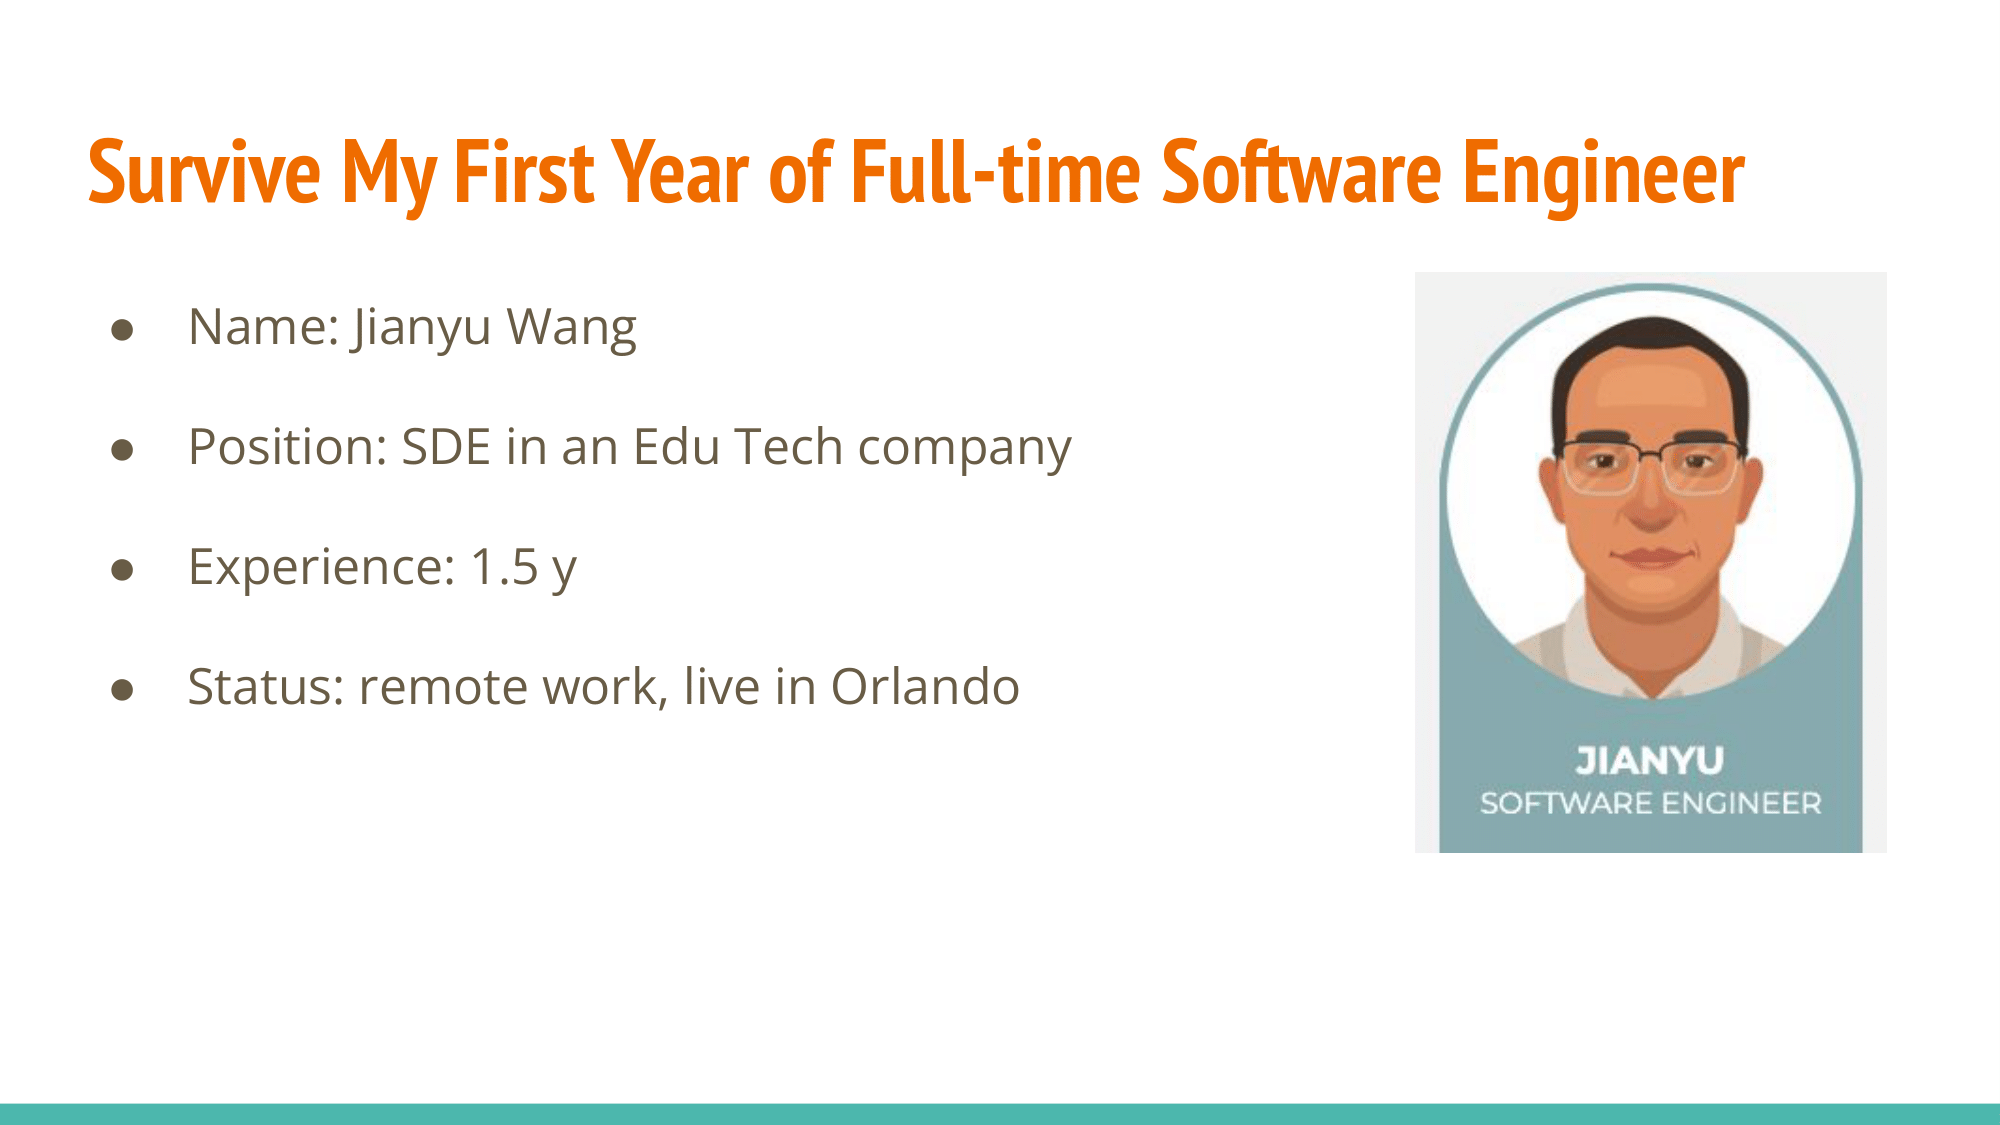 Survive My First Year of Full-time Software Engineer
● Name: Jianyu Wang
● Position: SDE in an Edu Tech company
● Experience: 1.5 y
● Status: remote work, live in Orlando
JIANYU
SOFTWARE ENGINEER